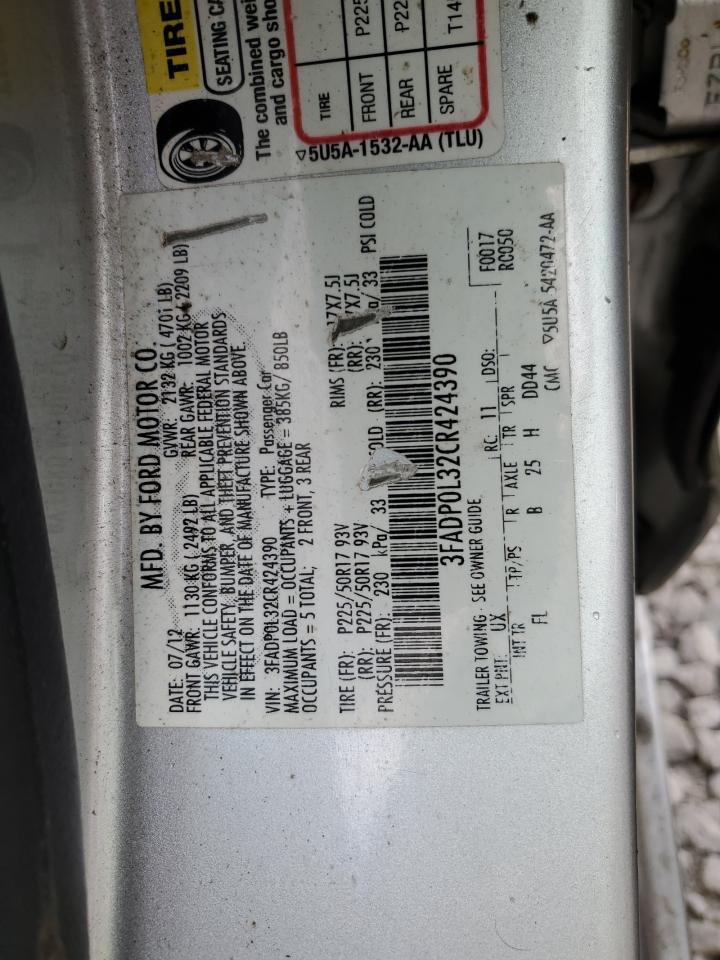 TIRE
SEATING CA
The combined wei
and cargo sho
TIRE
FRONT P225
REAR P22
SPARE T14
▽5U5A-1532-AA (TLU)
MFD. BY FORD MOTOR CO.
DATE: 07/12 GVWR: 2132 KG ( 4701 LB)
FRONT GAWR: 1130 KG ( 2492 LB) REAR GAWR: 1002 KG ( 2209 LB)
THIS VEHICLE CONFORMS TO ALL APPLICABLE FEDERAL MOTOR
VEHICLE SAFETY, BUMPER, AND THEFT PREVENTION STANDARDS
IN EFFECT ON THE DATE OF MANUFACTURE SHOWN ABOVE.
VIN: 3FADP0L32CR424390 TYPE: Passenger Car
MAXIMUM LOAD = OCCUPANTS + LUGGAGE = 385KG/ 850LB
OCCUPANTS = 5 TOTAL; 2 FRONT, 3 REAR
TIRE (FR): P225/50R17 93V RIMS (FR): 17X7.5J
(RR): P225/50R17 93V (RR): 7X7.5J
PRESSURE (FR): 230 kPa/ 33 COLD (RR): 230 / 33 PSI COLD
3FADP0L32CR424390
TRAILER TOWING - SEE OWNER GUIDE. F0017
EXT PNT: UX RC: 11 DSO: RC050
INT TR TP/PS R AXLE TR SPR
FL B 25 H DD44
CMC ▽5U5A 5420472-AA